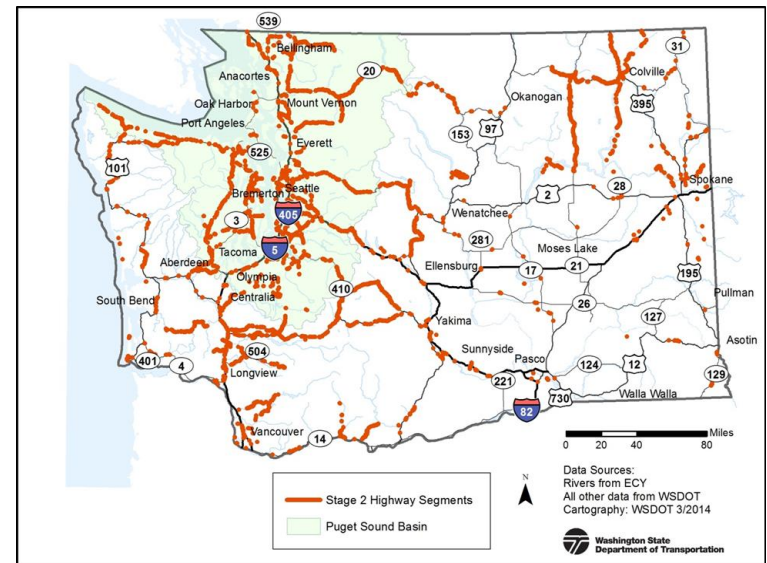 539
Bellingham
31
20
Anacortes
Colville
Oak Harbor
Mount Vernon
Okanogan
395
Port Angeles
153
97
Everett
525
101
Spokane
Bremerton
Seattle
2
28
405
Wenatchee
3
5
Tacoma
281
Moses Lake
Aberdeen
Ellensburg
17
21
195
Olympia
410
South Bend
Centralia
26
Pullman
127
Yakima
Asotin
401
4
504
Sunnyside
Pasco
124
12
Longview
221
129
730
Walla Walla
82
Vancouver
14
Miles
0 20 40 80
N
Data Sources:
Rivers from ECY
All other data from WSDOT
Cartography: WSDOT 3/2014
Stage 2 Highway Segments
Puget Sound Basin
Washington State
Department of Transportation